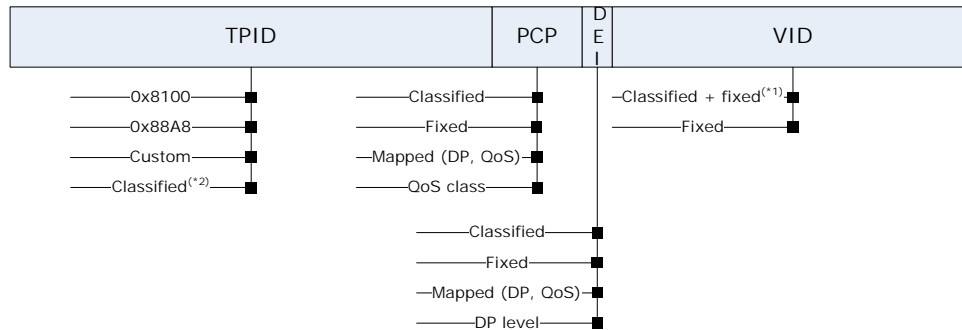 TPID PCP DEI VID
0x8100 Classified Classified + fixed(*1)
0x88A8 Fixed Fixed
Custom Mapped (DP, QoS)
Classified(*2) QoS class
Classified
Fixed
Mapped (DP, QoS)
DP level